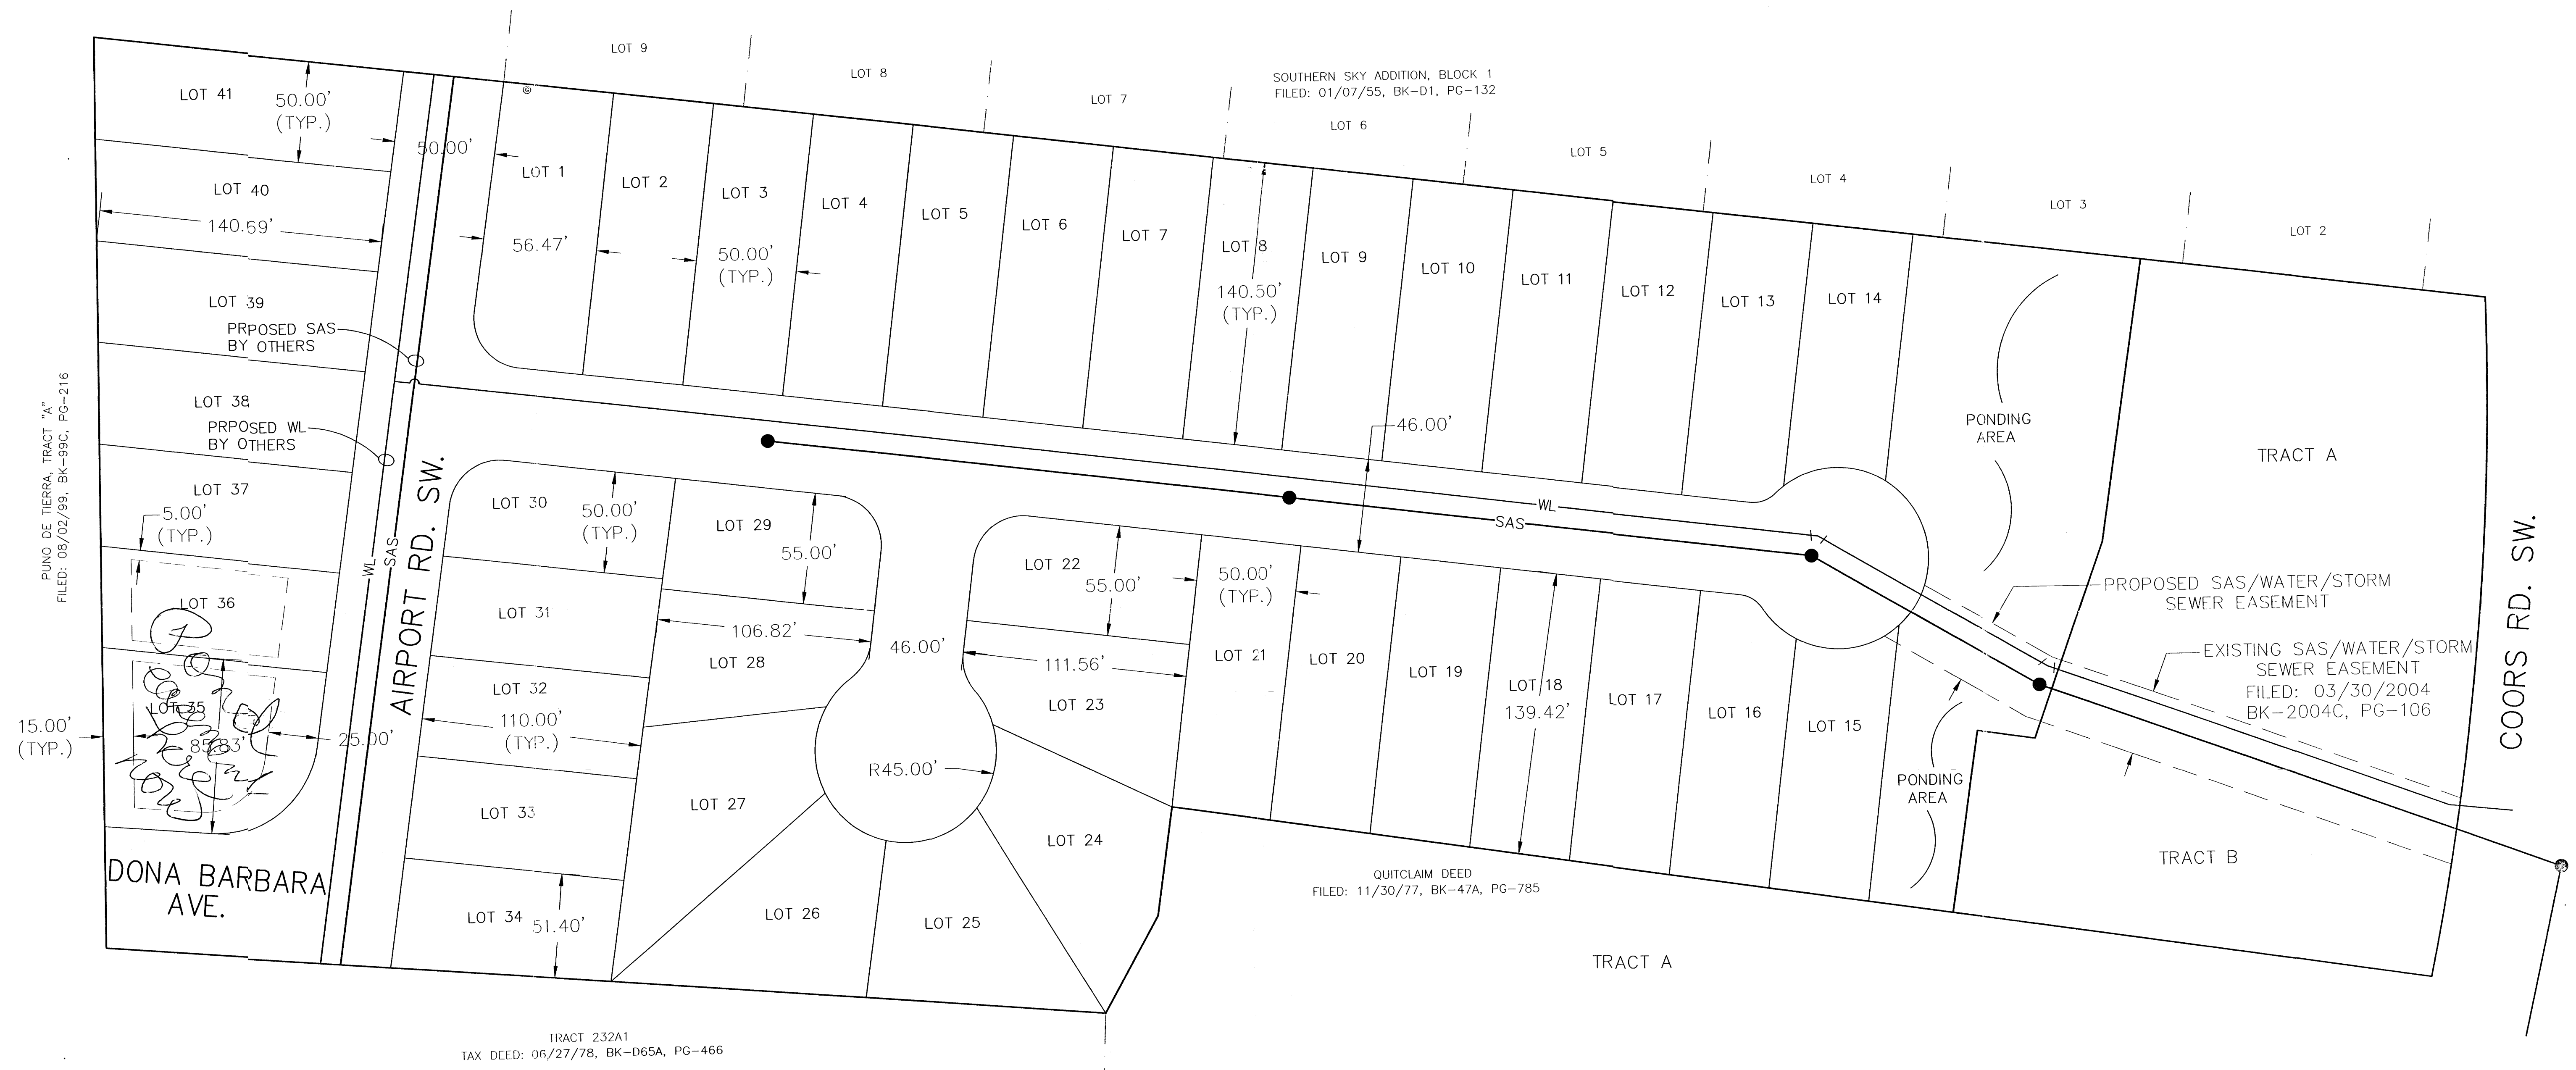 LOT 9
LOT 8
LOT 7
SOUTHERN SKY ADDITION, BLOCK 1
FILED: 01/07/55, BK-D1, PG-132
LOT 6
LOT 5
LOT 4
LOT 3
LOT 2
LOT 41
50.00'
(TYP.)
50.00'
LOT 40
140.69'
LOT 39
PRPOSED SAS
BY OTHERS
LOT 38
PRPOSED WL
BY OTHERS
LOT 37
5.00'
(TYP.)
LOT 36
LOT 35
15.00'
(TYP.)
85.83'
25.00'
PUNO DE TIERRA, TRACT "A"
FILED: 08/02/99, BK-99C, PG-216
WL
SAS
AIRPORT RD. SW.
DONA BARBARA
AVE.
LOT 1
56.47'
LOT 2
LOT 3
50.00'
(TYP.)
LOT 4
LOT 5
LOT 6
LOT 7
LOT 8
140.50'
(TYP.)
LOT 9
LOT 10
LOT 11
LOT 12
LOT 13
LOT 14
46.00'
WL
SAS
PONDING
AREA
TRACT A
COORS RD. SW.
PROPOSED SAS/WATER/STORM
SEWER EASEMENT
EXISTING SAS/WATER/STORM
SEWER EASEMENT
FILED: 03/30/2004
BK-2004C, PG-106
LOT 30
50.00'
(TYP.)
LOT 29
55.00'
LOT 31
106.82'
46.00'
LOT 28
LOT 32
110.00'
(TYP.)
LOT 22
55.00'
50.00'
(TYP.)
111.56'
LOT 23
LOT 21
LOT 20
LOT 19
LOT 18
139.42'
LOT 17
LOT 16
LOT 15
R45.00'
LOT 27
LOT 33
LOT 24
LOT 34
51.40'
LOT 26
LOT 25
PONDING
AREA
TRACT B
QUITCLAIM DEED
FILED: 11/30/77, BK-47A, PG-785
TRACT A
TRACT 232A1
TAX DEED: 06/27/78, BK-D65A, PG-466